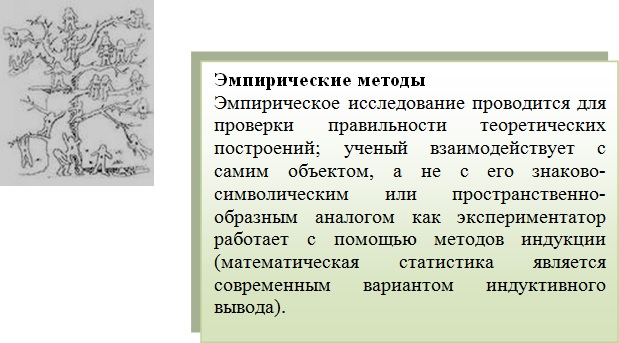 Эмпирические методы
Эмпирическое исследование проводится для
проверки правильности теоретических
построений; ученый взаимодействует с
самим объектом, а не с его знаково-
символическим или пространственно-
образным аналогом как экспериментатор
работает с помощью методов индукции
(математическая статистика является
современным вариантом индуктивного
вывода).